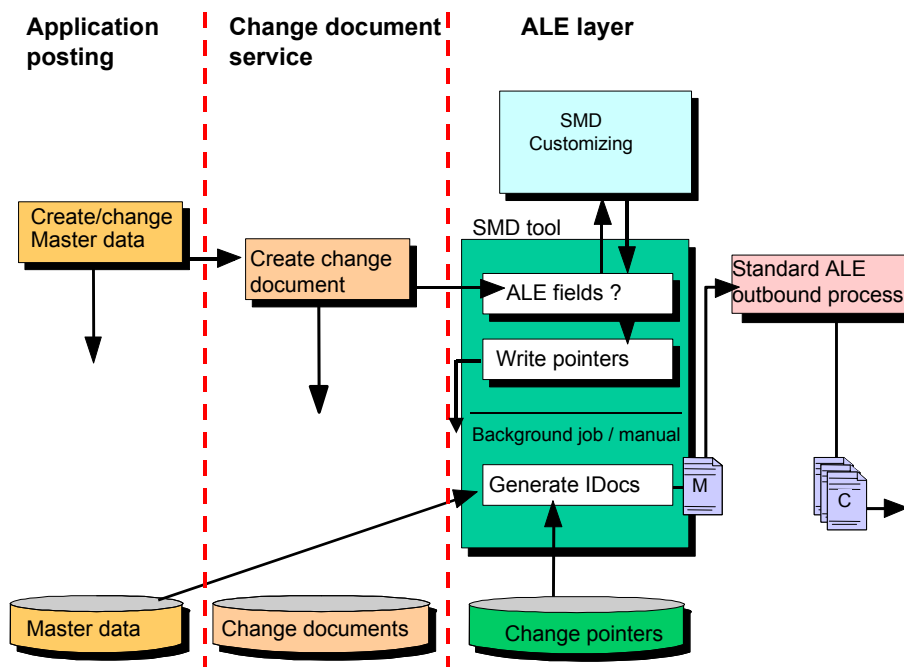 Application
posting
Change document
service
ALE layer
SMD
Customizing
Create/change
Master data
SMD tool
Create change
document
ALE fields ?
Standard ALE
outbound process
Write pointers
Background job / manual
Generate IDocs
M
C
Master data
Change documents
Change pointers